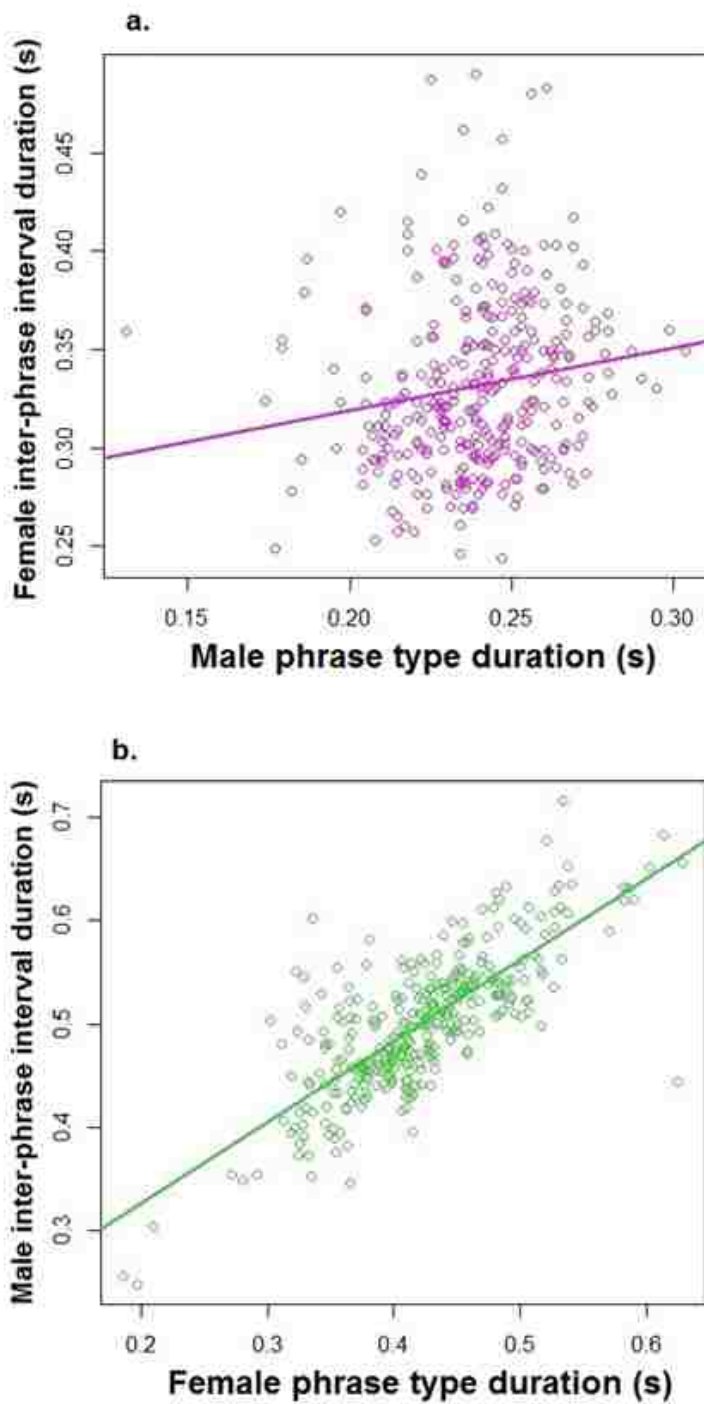 a.
Female inter-phrase interval duration (s)
0.45
0.40
0.35
0.30
0.25
0.15 0.20 0.25 0.30
Male phrase type duration (s)
b.
Male inter-phrase interval duration (s)
0.7
0.6
0.5
0.4
0.3
0.2 0.3 0.4 0.5 0.6
Female phrase type duration (s)